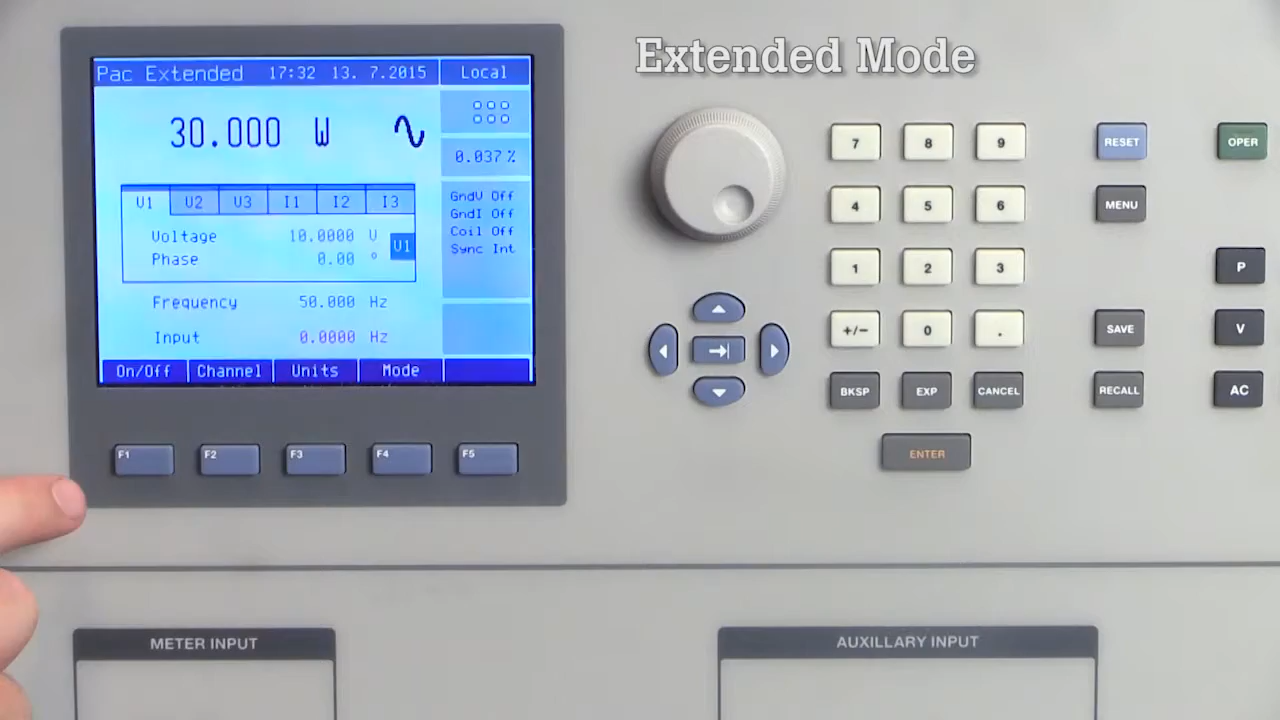 Extended Mode
Pac Extended 17:32 13. 7.2015 Local
30.000 W
0.037 %
U1 U2 U3 I1 I2 I3
Voltage 10.0000 V
Phase 0.00 °
U1
Frequency 50.000 Hz
Input 0.0000 Hz
GndU Off
GndI Off
Coil Off
Sync Int
On/Off Channel Units Mode
F1 F2 F3 F4 F5
7 8 9 RESET OPER
4 5 6 MENU
1 2 3 P
+/− 0 . SAVE V
BKSP EXP CANCEL RECALL AC
ENTER
METER INPUT
AUXILLARY INPUT